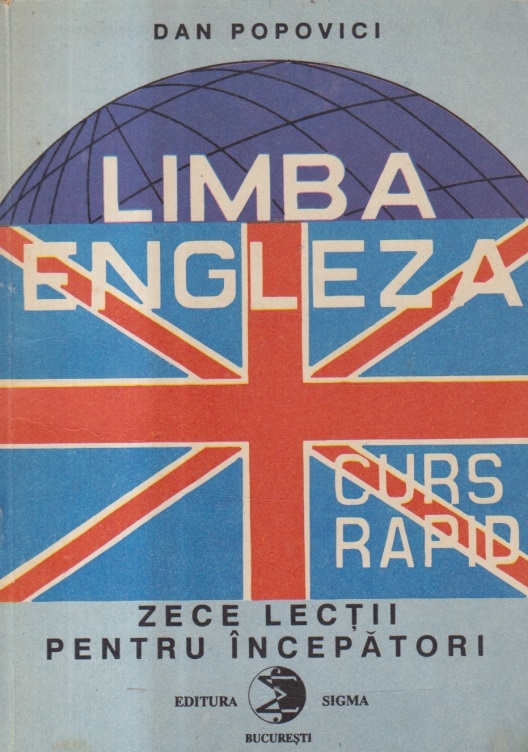 DAN POPOVICI
LIMBA
ENGLEZA
CURS
RAPID
ZECE LECȚII
PENTRU ÎNCEPĂTORI
EDITURA SIGMA
BUCUREȘTI